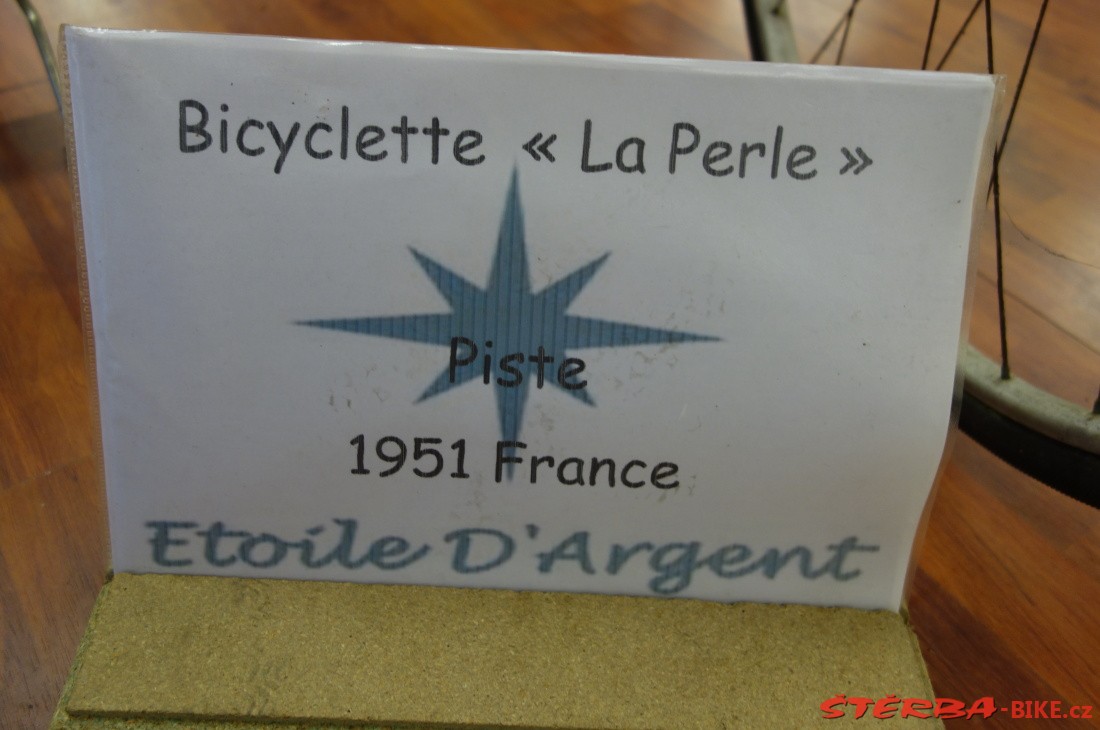 Bicyclette « La Perle »
Piste
1951 France
Etoile D'Argent
ŠTĚRBA-BIKE.cz